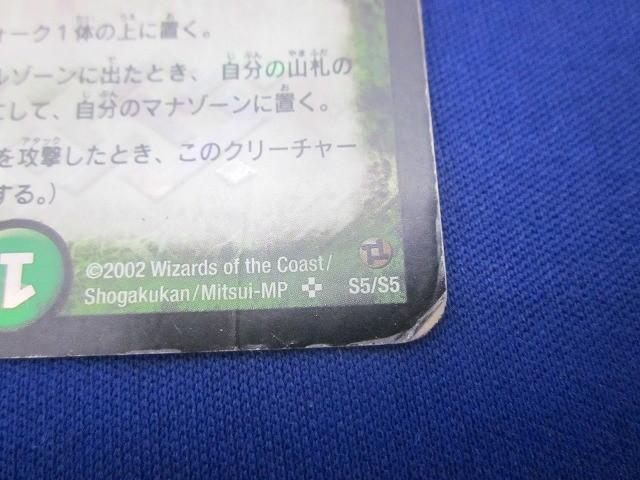 ォーク1体の上に置く。
ルゾーンに出たとき、自分の山札の
にして、自分のマナゾーンに置く。
を攻撃したとき、このクリーチャー
する。)
1
©2002 Wizards of the Coast/
Shogakukan/Mitsui-MP S5/S5